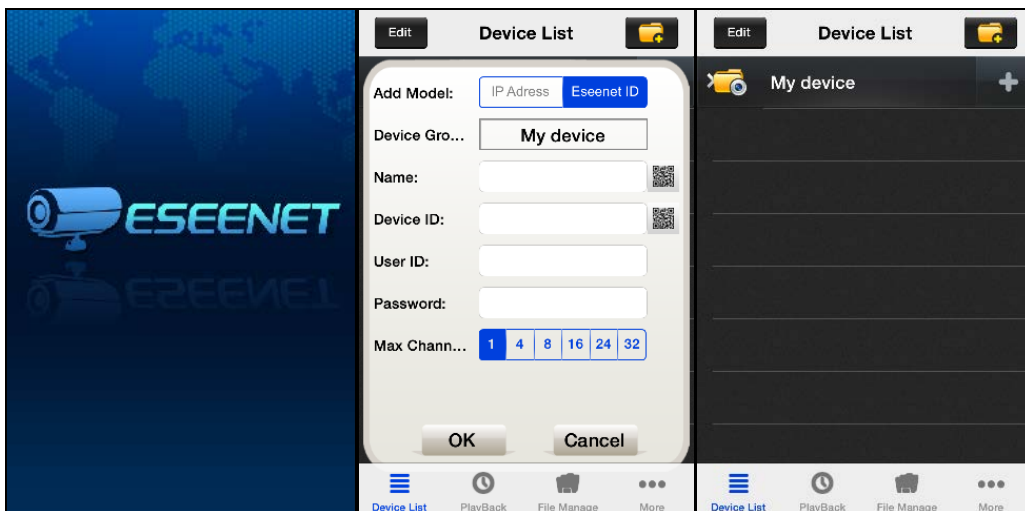 ESEENET
Edit Device List
Add Model: IP Adress Eseenet ID
Device Gro... My device
Name:
Device ID:
User ID:
Password:
Max Chann... 1 4 8 16 24 32
OK Cancel
Device List PlayBack File Manage More
Edit Device List
My device
Device List PlayBack File Manage More